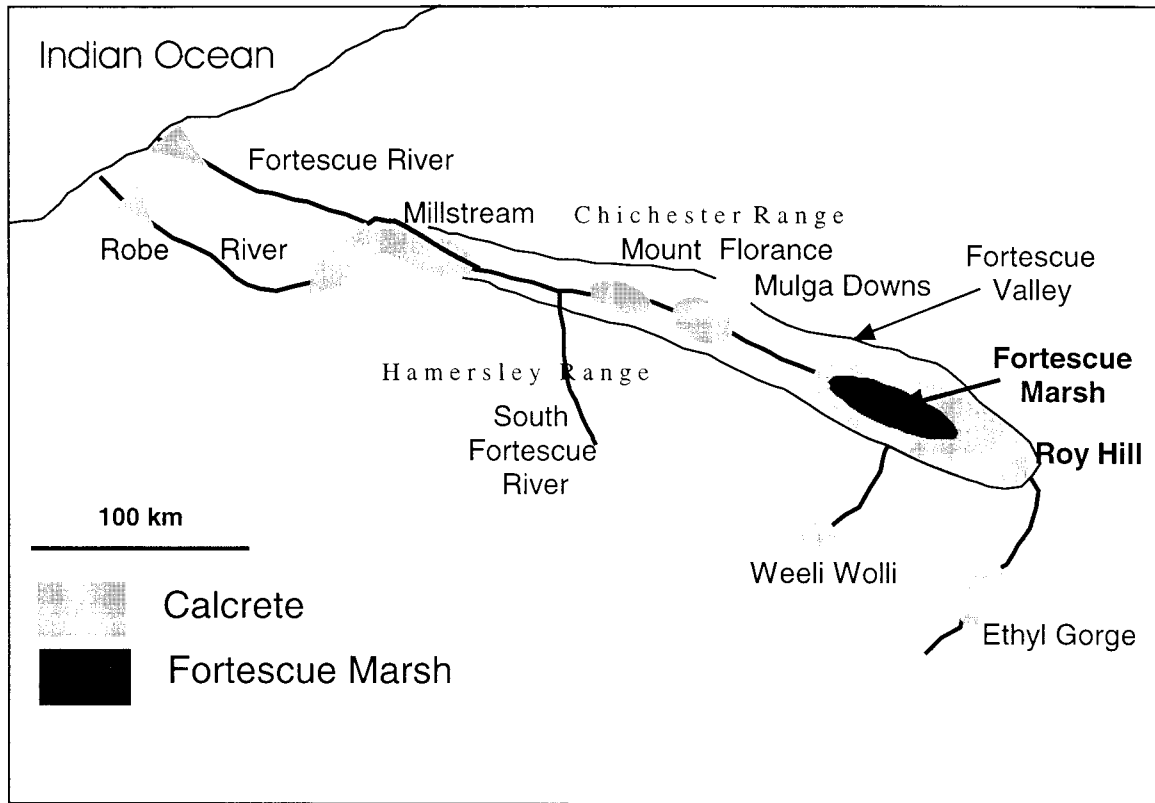 Indian Ocean
Fortescue River
Millstream
Chichester Range
Robe River
Mount Florance
Fortescue
Valley
Mulga Downs
Fortescue
Marsh
Hamersley Range
South
Fortescue
River
Roy Hill
100 km
Weeli Wolli
Calcrete
Ethyl Gorge
Fortescue Marsh